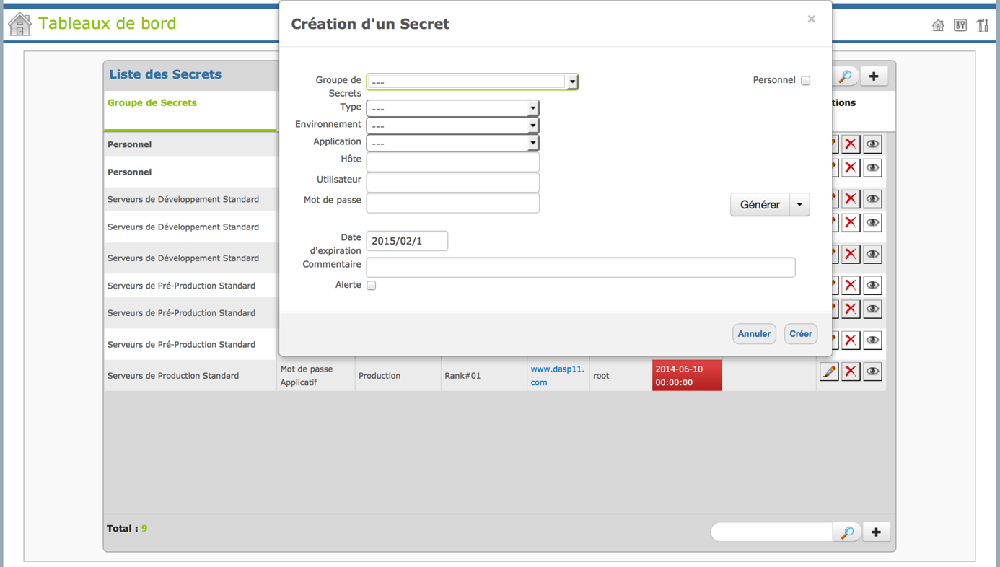 Tableaux de bord
Création d'un Secret
×
Liste des Secrets
Groupe de Secrets
tions
Groupe de
Secrets
---
Personnel
Type
---
Environnement
---
Application
---
Hôte
Utilisateur
Mot de passe
Générer
Date
d'expiration
2015/02/1
Commentaire
Alerte
Annuler
Créer
Personnel
Personnel
Serveurs de Développement Standard
Serveurs de Développement Standard
Serveurs de Développement Standard
Serveurs de Pré-Production Standard
Serveurs de Pré-Production Standard
Serveurs de Pré-Production Standard
Serveurs de Production Standard
Mot de passe
Applicatif
Production
Rank#01
www.dasp11.
com
root
2014-06-10
00:00:00
Total : 9